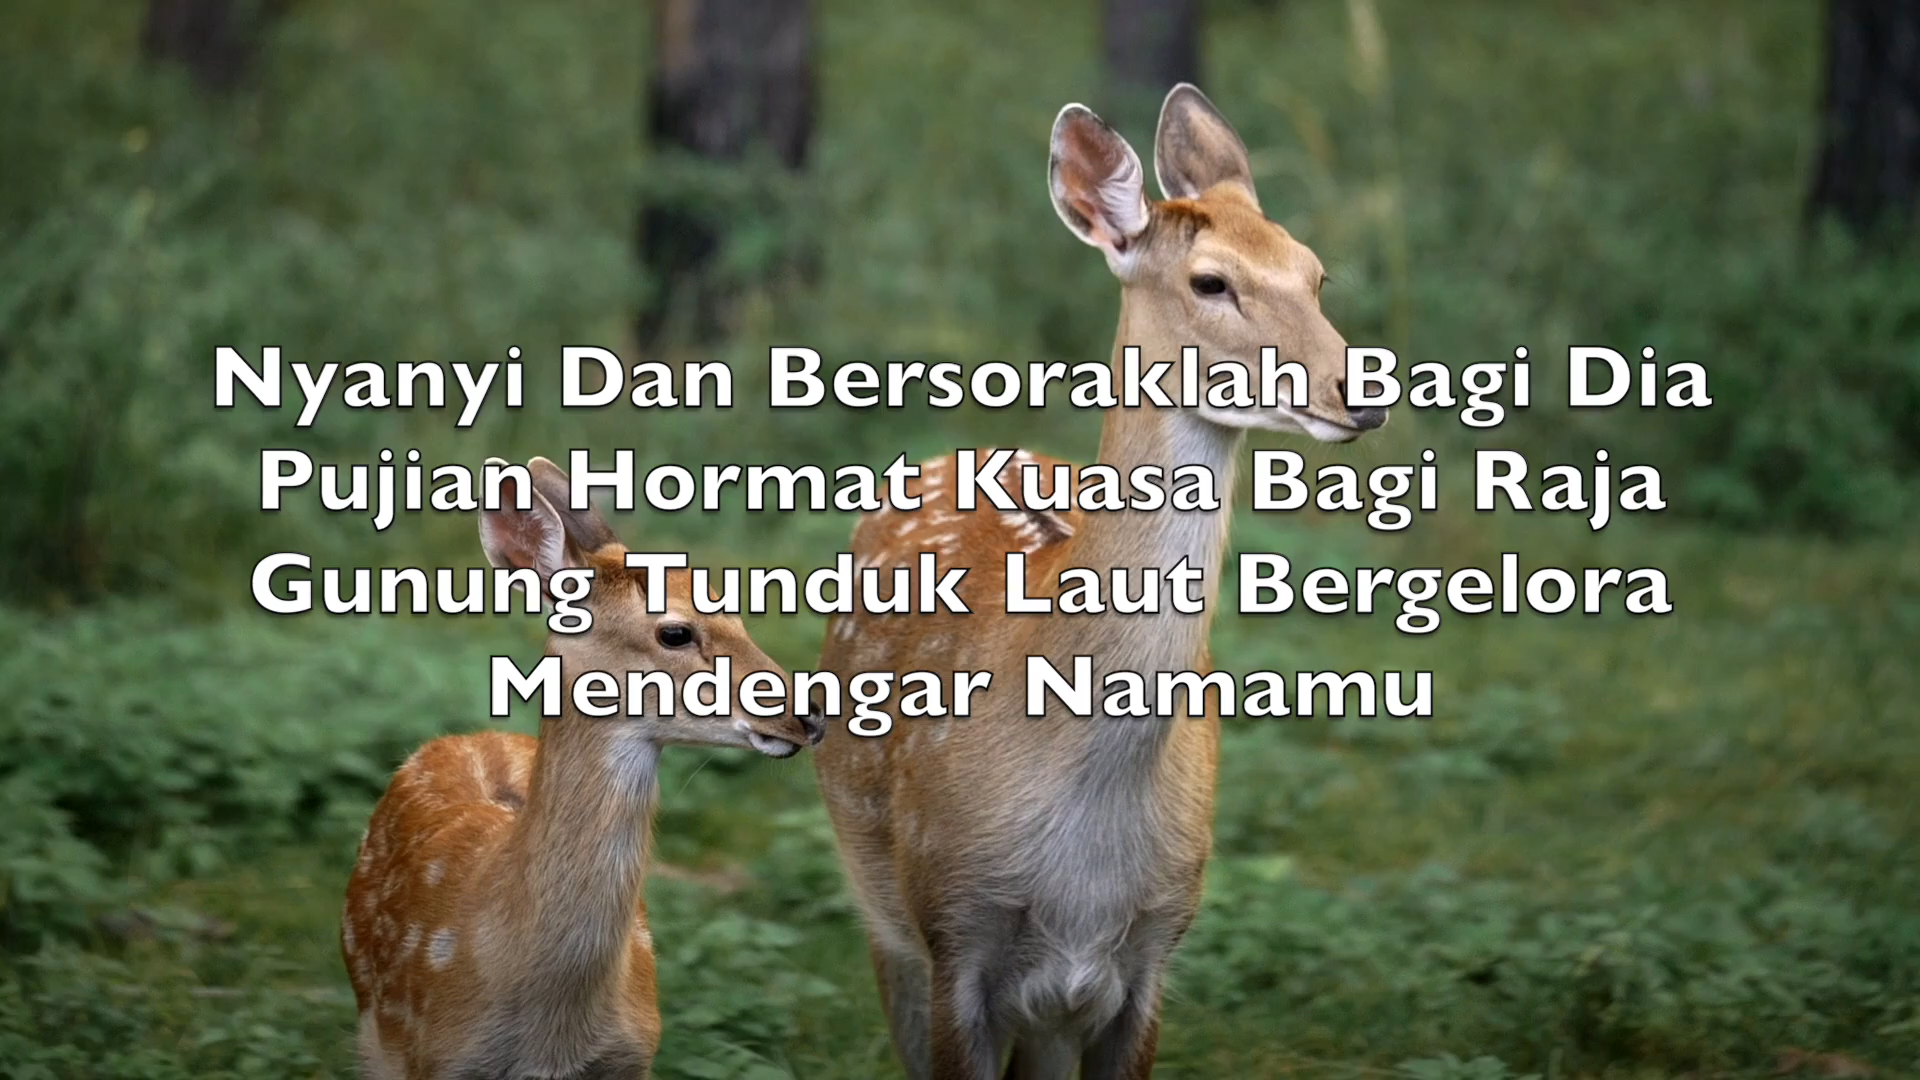 Nyanyi Dan Bersoraklah Bagi Dia
Pujian Hormat Kuasa Bagi Raja
Gunung Tunduk Laut Bergelora
Mendengar Namamu